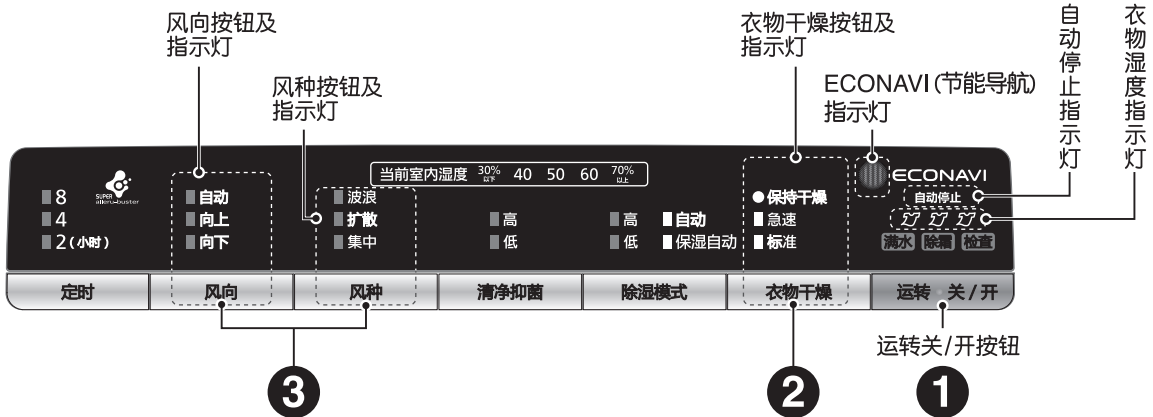 风向按钮及
指示灯
风种按钮及
指示灯
衣物干燥按钮及
指示灯
ECONAVI(节能导航)
指示灯
自动停止指示灯
衣物湿度指示灯
当前室内湿度 30%以下 40 50 60 70%以上
ECONAVI
8
4
2(小时)
SUPER
alleru-buster
自动
向上
向下
波浪
扩散
集中
高
低
高
低
自动
保湿自动
保持干燥
急速
标准
自动停止
满水 除霜 检查
定时 风向 风种 清净抑菌 除湿模式 衣物干燥 运转 关/开
运转关/开按钮
3 2 1